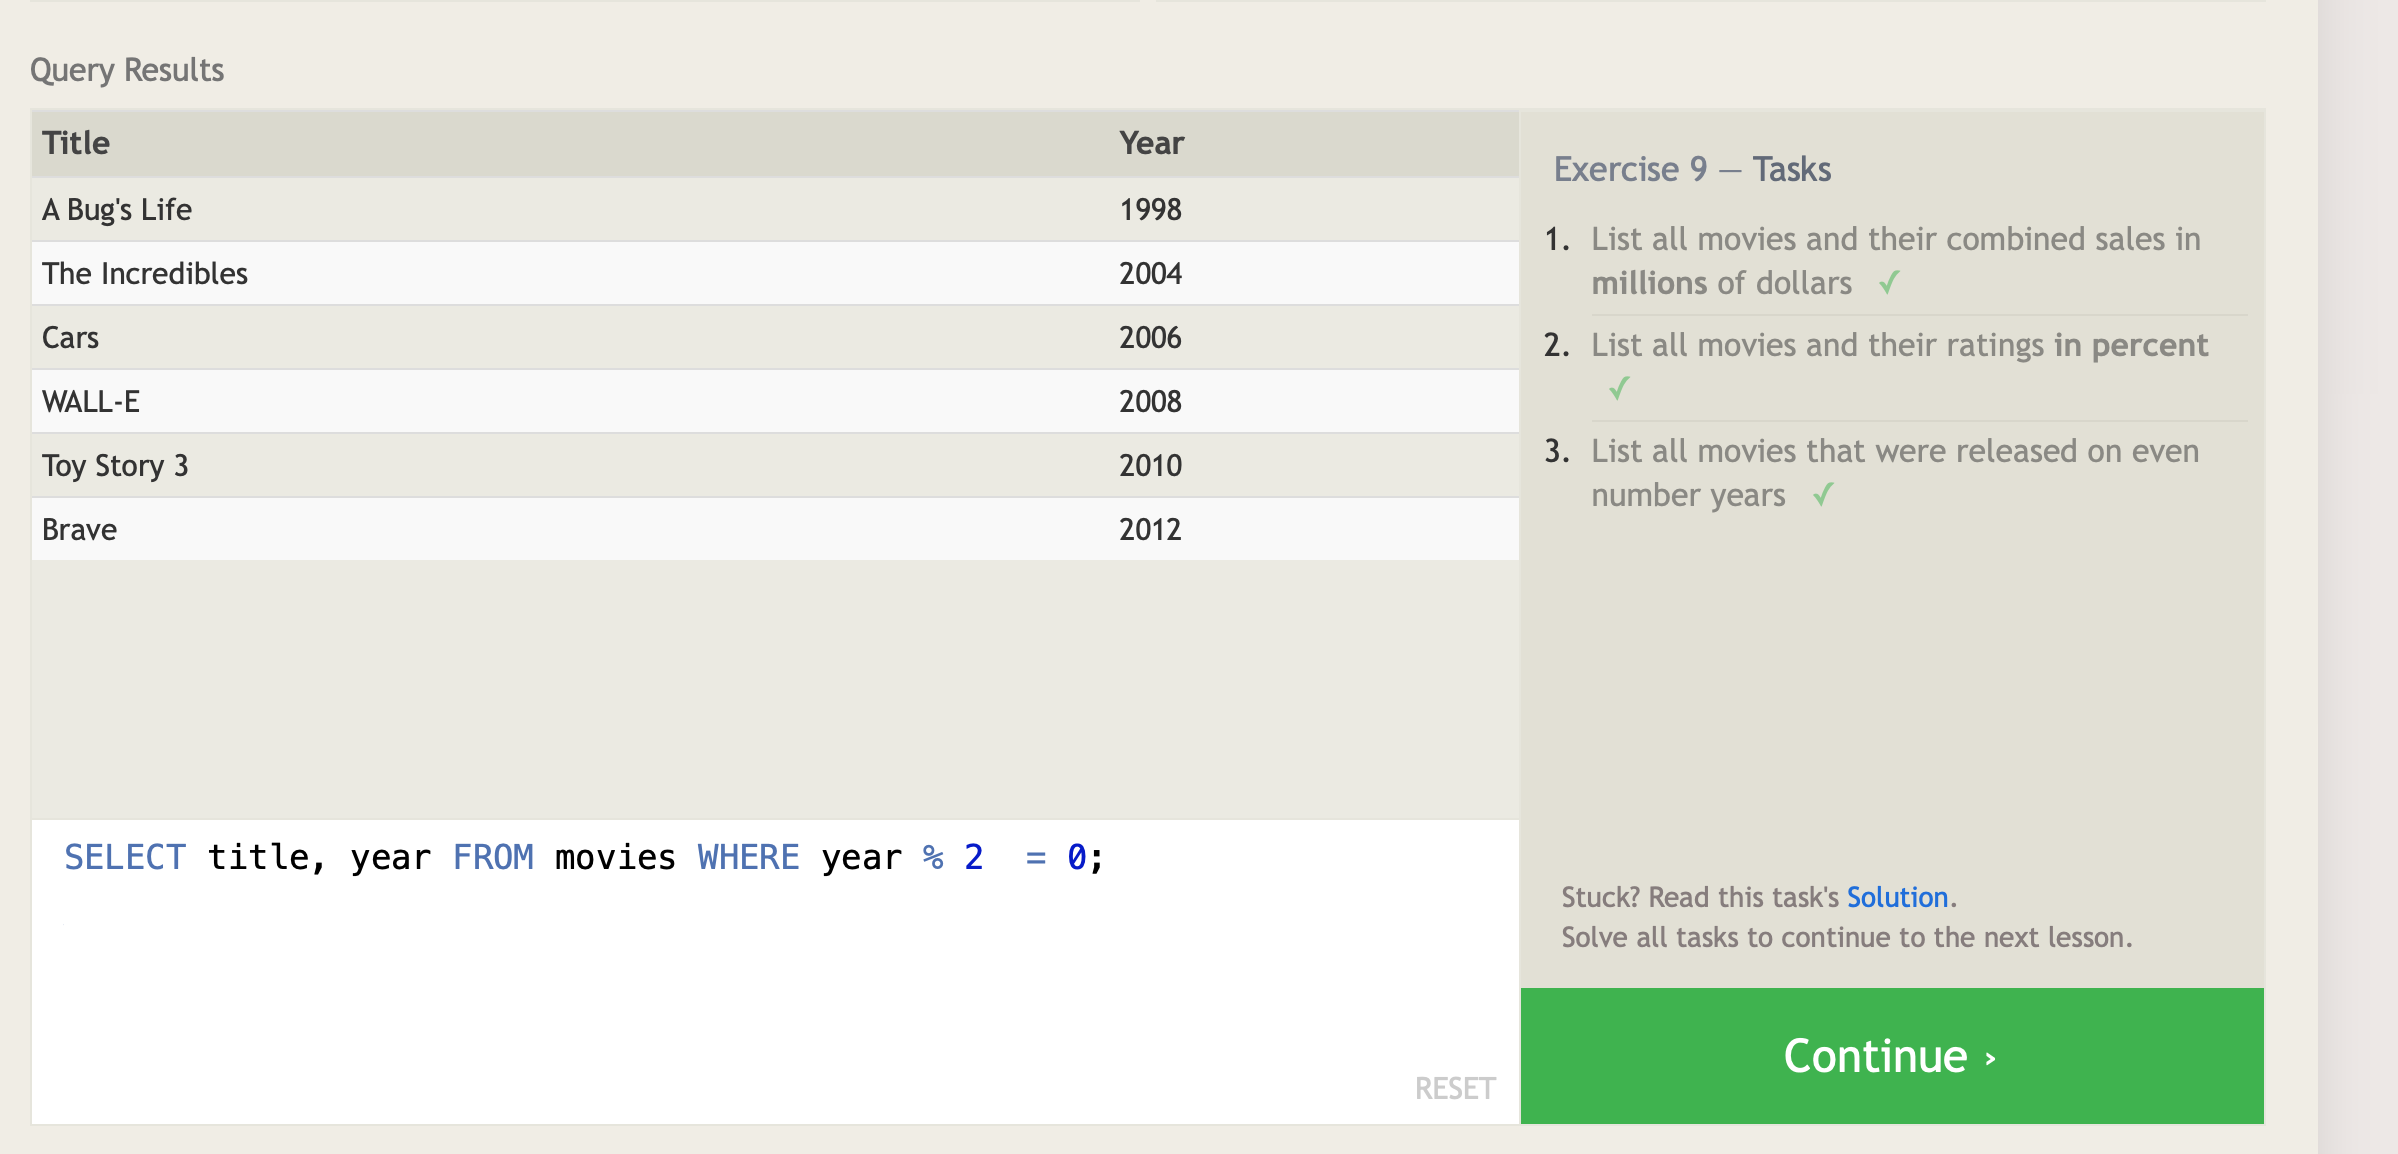 Query Results
Title Year
A Bug's Life 1998
The Incredibles 2004
Cars 2006
WALL-E 2008
Toy Story 3 2010
Brave 2012
SELECT title, year FROM movies WHERE year % 2  = 0;
RESET
Exercise 9 — Tasks
1. List all movies and their combined sales in
millions of dollars ✓
2. List all movies and their ratings in percent
✓
3. List all movies that were released on even
number years ✓
Stuck? Read this task's Solution.
Solve all tasks to continue to the next lesson.
Continue ›